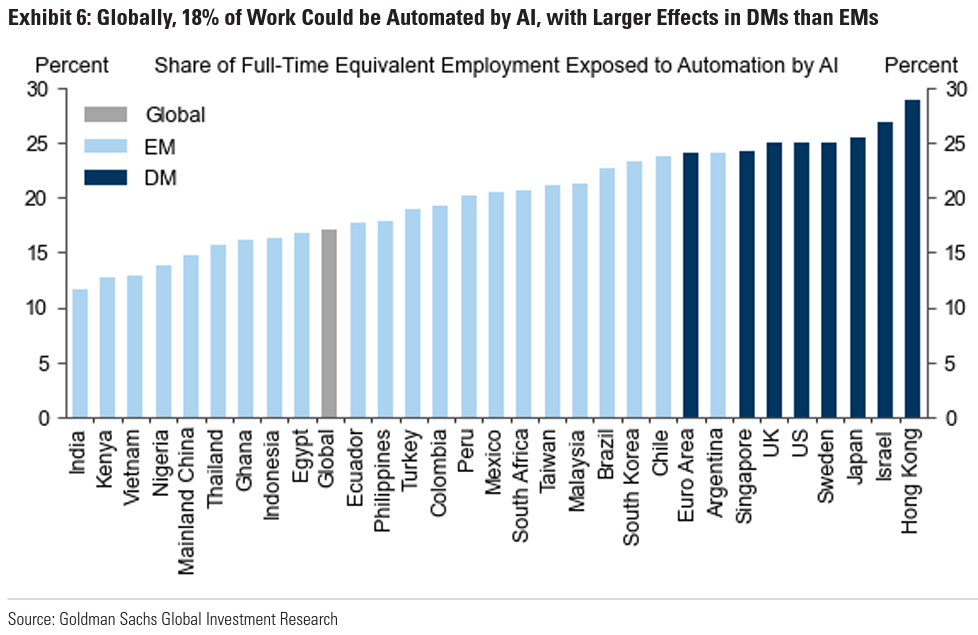 Exhibit 6: Globally, 18% of Work Could be Automated by AI, with Larger Effects in DMs than EMs
Percent Share of Full-Time Equivalent Employment Exposed to Automation by AI Percent
30 30
Global
EM
DM
25 25
20 20
15 15
10 10
5 5
0 0
India
Kenya
Vietnam
Nigeria
Mainland China
Thailand
Ghana
Indonesia
Egypt
Global
Ecuador
Philippines
Turkey
Colombia
Peru
Mexico
South Africa
Taiwan
Malaysia
Brazil
South Korea
Chile
Euro Area
Argentina
Singapore
UK
US
Sweden
Japan
Israel
Hong Kong
Source: Goldman Sachs Global Investment Research